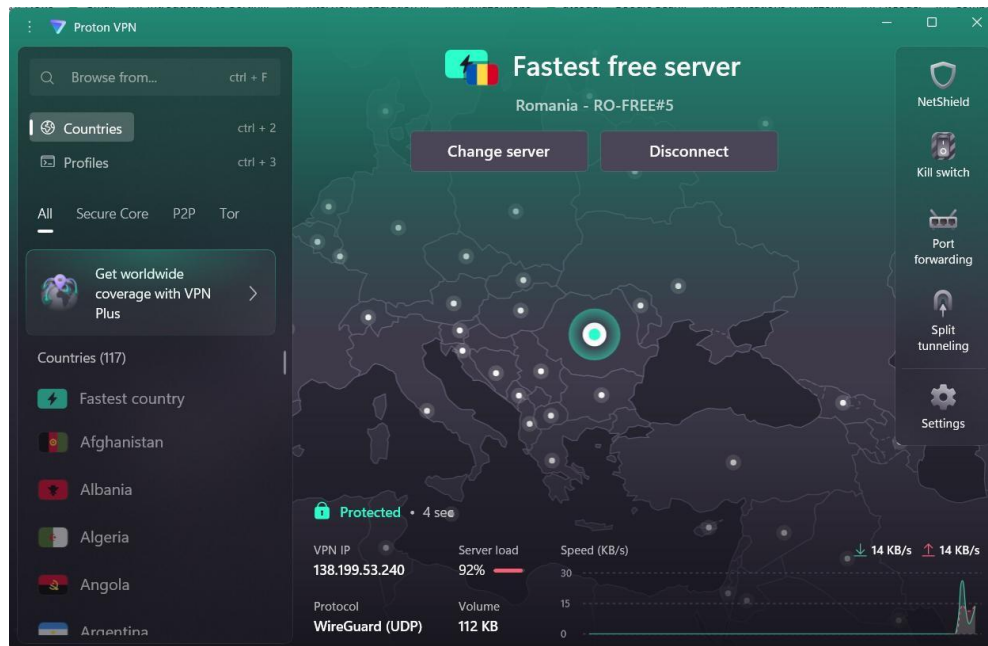 Proton VPN
Browse from... ctrl + F
Countries ctrl + 2
Profiles ctrl + 3
All Secure Core P2P Tor
Get worldwide
coverage with VPN
Plus
Countries (117)
Fastest country
Afghanistan
Albania
Algeria
Angola
Argentina
Fastest free server
Romania - RO-FREE#5
Change server Disconnect
Protected • 4 sec
VPN IP
138.199.53.240
Server load
92%
Protocol
WireGuard (UDP)
Volume
112 KB
Speed (KB/s)
14 KB/s 14 KB/s
30
15
0
NetShield
Kill switch
Port
forwarding
Split
tunneling
Settings